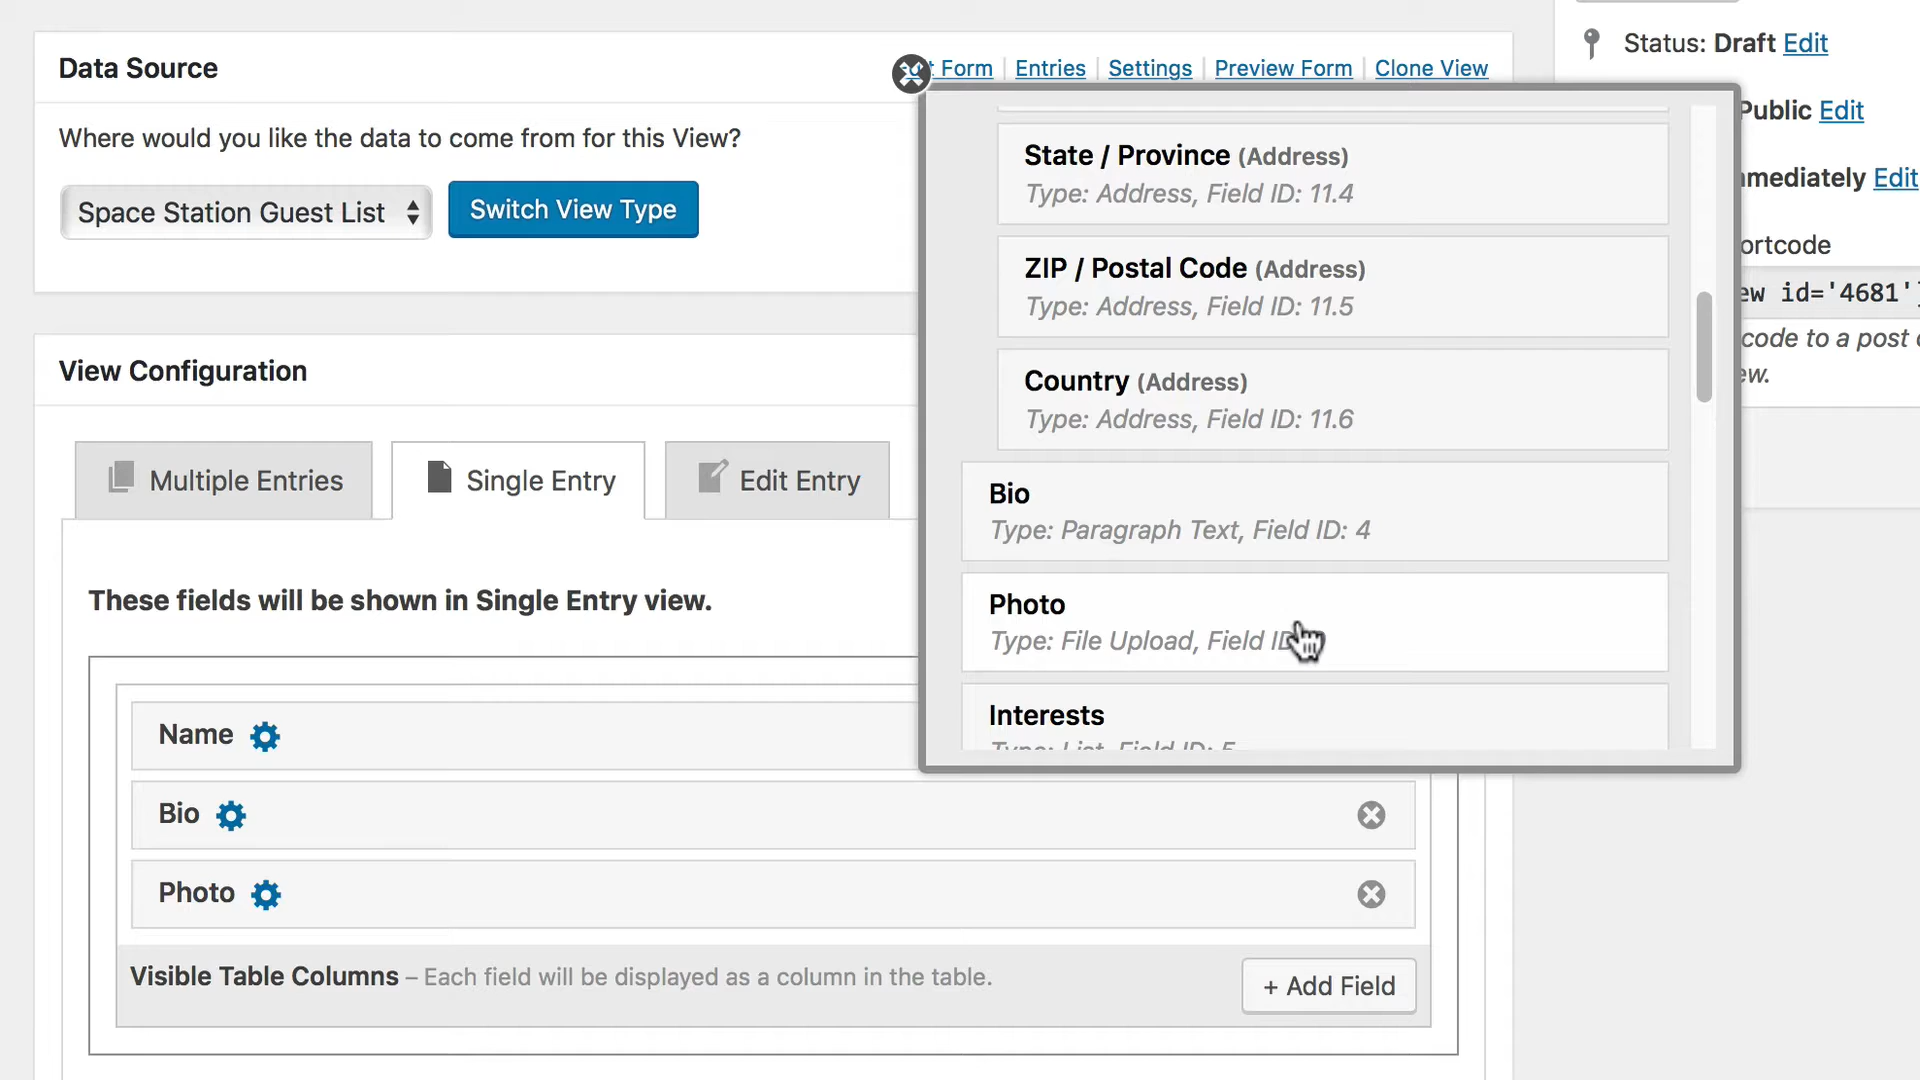 Data Source
Form | Entries | Settings | Preview Form | Clone View
Where would you like the data to come from for this View?
Space Station Guest List
Switch View Type
View Configuration
Multiple Entries
Single Entry
Edit Entry
These fields will be shown in Single Entry view.
Name
Bio
Photo
Visible Table Columns – Each field will be displayed as a column in the table.
+ Add Field
State / Province (Address)
Type: Address, Field ID: 11.4
ZIP / Postal Code (Address)
Type: Address, Field ID: 11.5
Country (Address)
Type: Address, Field ID: 11.6
Bio
Type: Paragraph Text, Field ID: 4
Photo
Type: File Upload, Field ID
Interests
Type: List, Field ID: 5
Status: Draft Edit
Public Edit
mmediately Edit
ortcode
ew id='4681']
code to a post
ew.